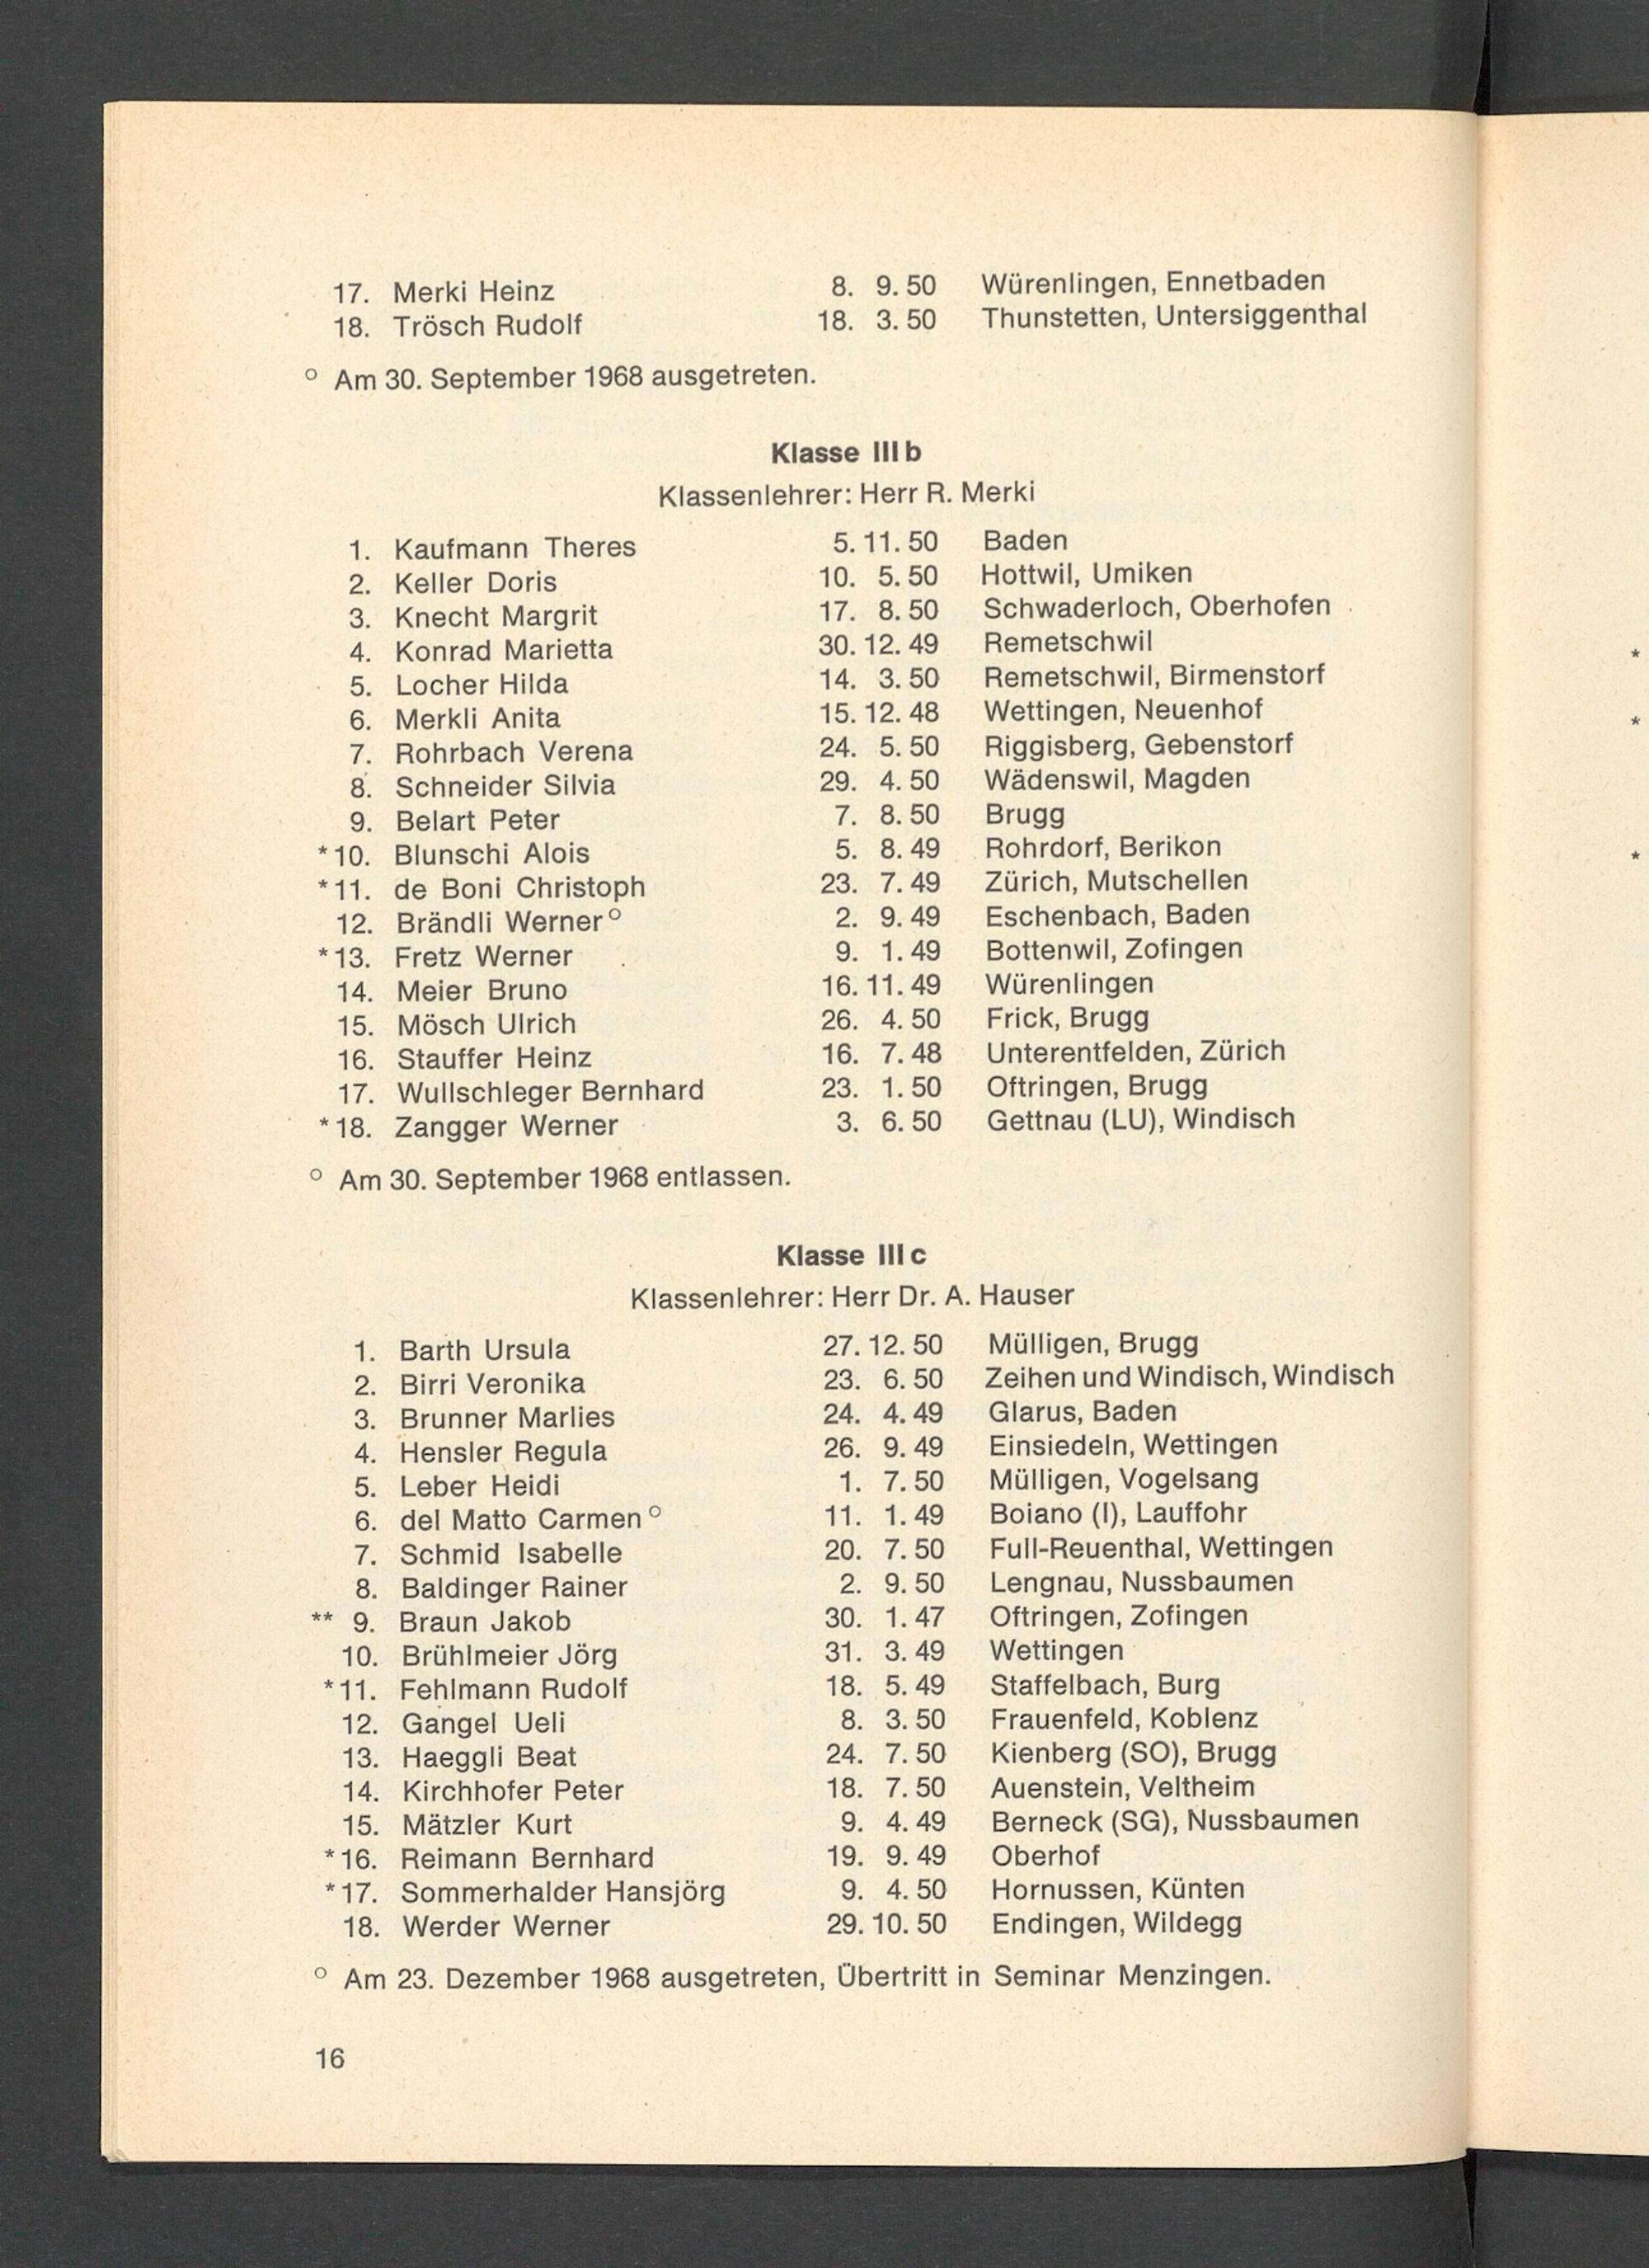 17. Merki Heinz 8. 9. 50 Würenlingen, Ennetbaden
18. Trösch Rudolf 18. 3. 50 Thunstetten, Untersiggenthal
° Am 30. September 1968 ausgetreten.
Klasse III b
Klassenlehrer: Herr R. Merki
1. Kaufmann Theres 5. 11. 50 Baden
2. Keller Doris 10. 5. 50 Hottwil, Umiken
3. Knecht Margrit 17. 8. 50 Schwaderloch, Oberhofen
4. Konrad Marietta 30. 12. 49 Remetschwil
5. Locher Hilda 14. 3. 50 Remetschwil, Birmenstorf
6. Merkli Anita 15. 12. 48 Wettingen, Neuenhof
7. Rohrbach Verena 24. 5. 50 Riggisberg, Gebenstorf
8. Schneider Silvia 29. 4. 50 Wädenswil, Magden
9. Belart Peter 7. 8. 50 Brugg
* 10. Blunschi Alois 5. 8. 49 Rohrdorf, Berikon
* 11. de Boni Christoph 23. 7. 49 Zürich, Mutschellen
12. Brändli Werner ° 2. 9. 49 Eschenbach, Baden
* 13. Fretz Werner 9. 1. 49 Bottenwil, Zofingen
14. Meier Bruno 16. 11. 49 Würenlingen
15. Mösch Ulrich 26. 4. 50 Frick, Brugg
16. Stauffer Heinz 16. 7. 48 Unterentfelden, Zürich
17. Wullschleger Bernhard 23. 1. 50 Oftringen, Brugg
* 18. Zangger Werner 3. 6. 50 Gettnau (LU), Windisch
° Am 30. September 1968 entlassen.
Klasse III c
Klassenlehrer: Herr Dr. A. Hauser
1. Barth Ursula 27. 12. 50 Mülligen, Brugg
2. Birri Veronika 23. 6. 50 Zeihen und Windisch, Windisch
3. Brunner Marlies 24. 4. 49 Glarus, Baden
4. Hensler Regula 26. 9. 49 Einsiedeln, Wettingen
5. Leber Heidi 1. 7. 50 Mülligen, Vogelsang
6. del Matto Carmen ° 11. 1. 49 Boiano (I), Lauffohr
7. Schmid Isabelle 20. 7. 50 Full-Reuenthal, Wettingen
8. Baldinger Rainer 2. 9. 50 Lengnau, Nussbaumen
** 9. Braun Jakob 30. 1. 47 Oftringen, Zofingen
10. Brühlmeier Jörg 31. 3. 49 Wettingen
* 11. Fehlmann Rudolf 18. 5. 49 Staffelbach, Burg
12. Gangel Ueli 8. 3. 50 Frauenfeld, Koblenz
13. Haeggli Beat 24. 7. 50 Kienberg (SO), Brugg
14. Kirchhofer Peter 18. 7. 50 Auenstein, Veltheim
15. Mätzler Kurt 9. 4. 49 Berneck (SG), Nussbaumen
* 16. Reimann Bernhard 19. 9. 49 Oberhof
* 17. Sommerhalder Hansjörg 9. 4. 50 Hornussen, Künten
18. Werder Werner 29. 10. 50 Endingen, Wildegg
° Am 23. Dezember 1968 ausgetreten, Übertritt in Seminar Menzingen.
16
*
*
*